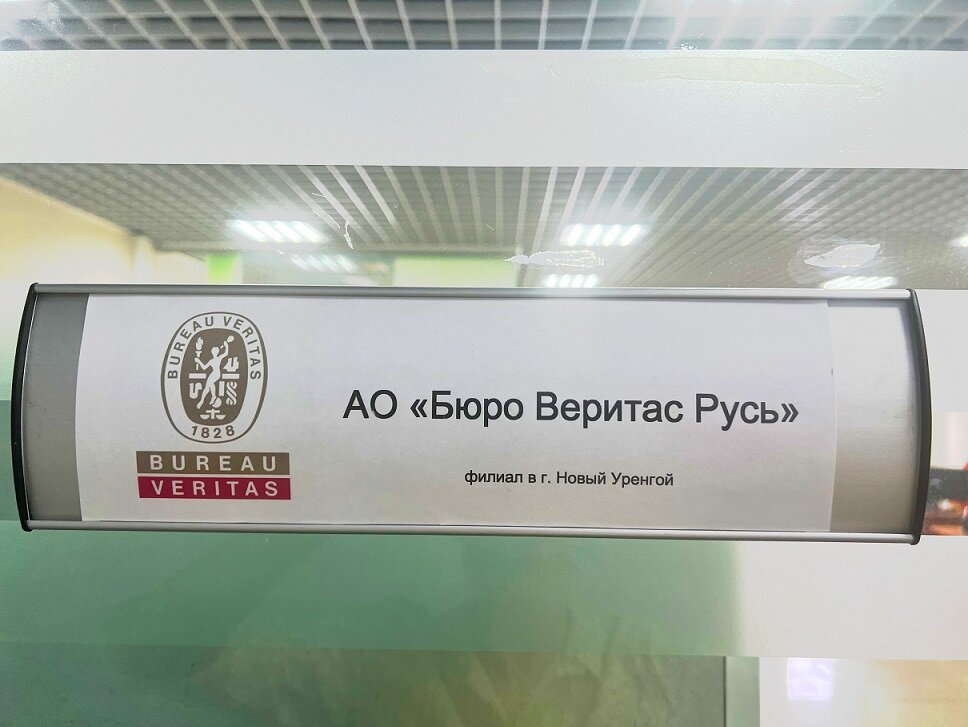 BUREAU VERITAS
1828
BUREAU
VERITAS
АО «Бюро Веритас Русь»
филиал в г. Новый Уренгой